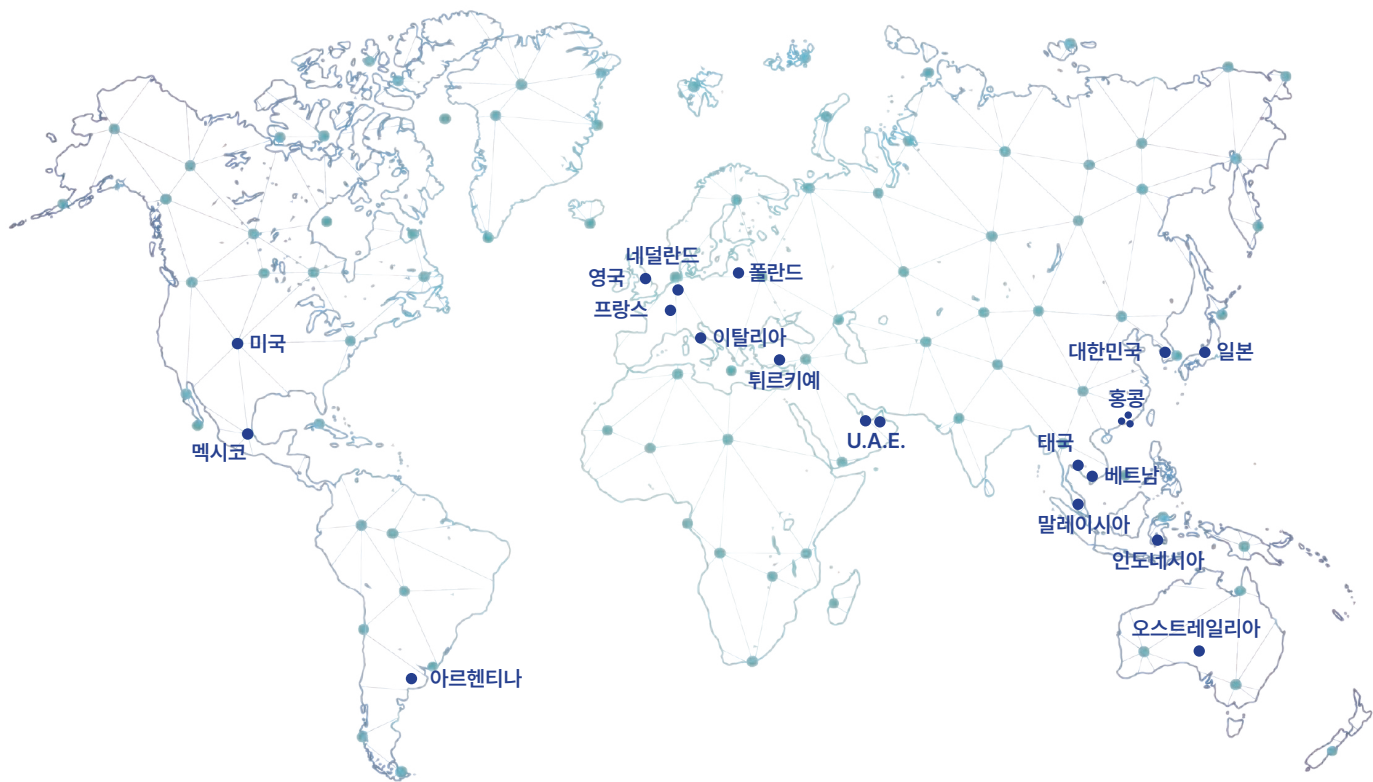 네덜란드
영국
폴란드
프랑스
이탈리아
미국
대한민국
일본
튀르키예
홍콩
멕시코
U.A.E.
태국
베트남
말레이시아
인도네시아
오스트레일리아
아르헨티나